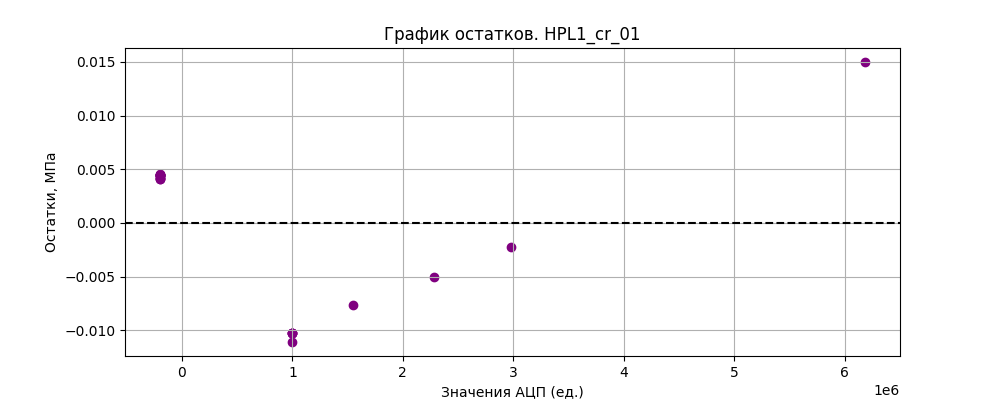 График остатков. HPL1_cr_01
Остатки, МПа
0.015
0.010
0.005
0.000
−0.005
−0.010
0 1 2 3 4 5 6
1e6
Значения АЦП (ед.)